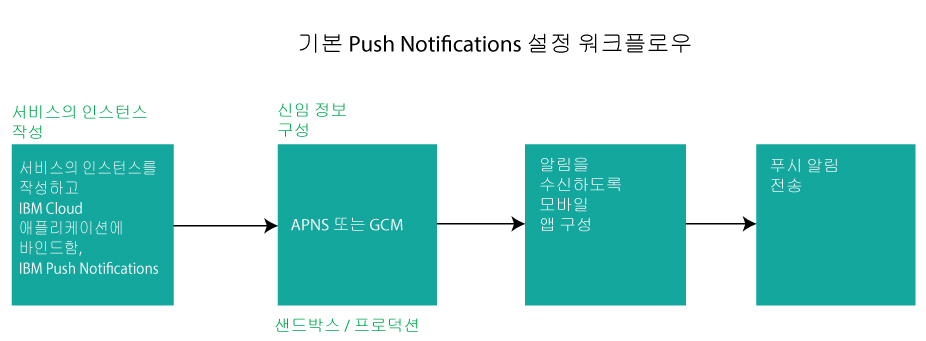 기본 Push Notifications 설정 워크플로우
서비스의 인스턴스
작성
서비스의 인스턴스를
작성하고
IBM Cloud
애플리케이션에
바인드함,
IBM Push Notifications
신임 정보
구성
APNS 또는 GCM
샌드박스 / 프로덕션
알림을
수신하도록
모바일
앱 구성
푸시 알림
전송